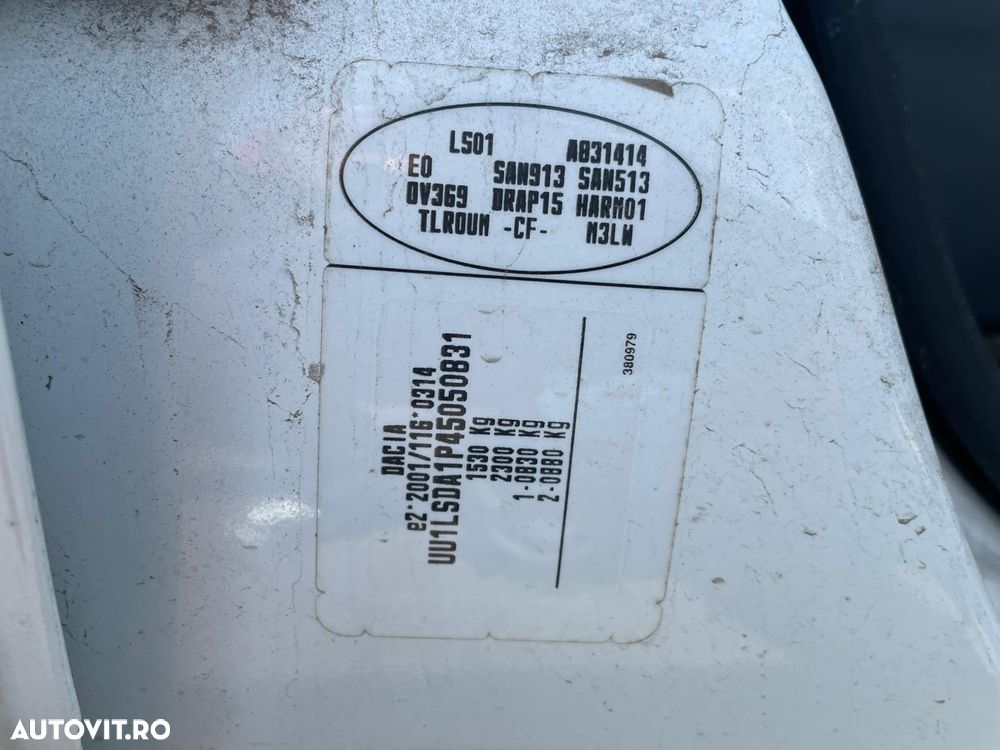 LS01 A831414
E0 SAN913 SAN513
OV369 DRAP15 HARM01
TLROUM -CF- M3LW
DACIA
e2*2001/116*0314
UU1LSDA1P45050831
1530 Kg
2300 Kg
1-0830 Kg
2-0880 Kg
380979
AUTOVIT.RO